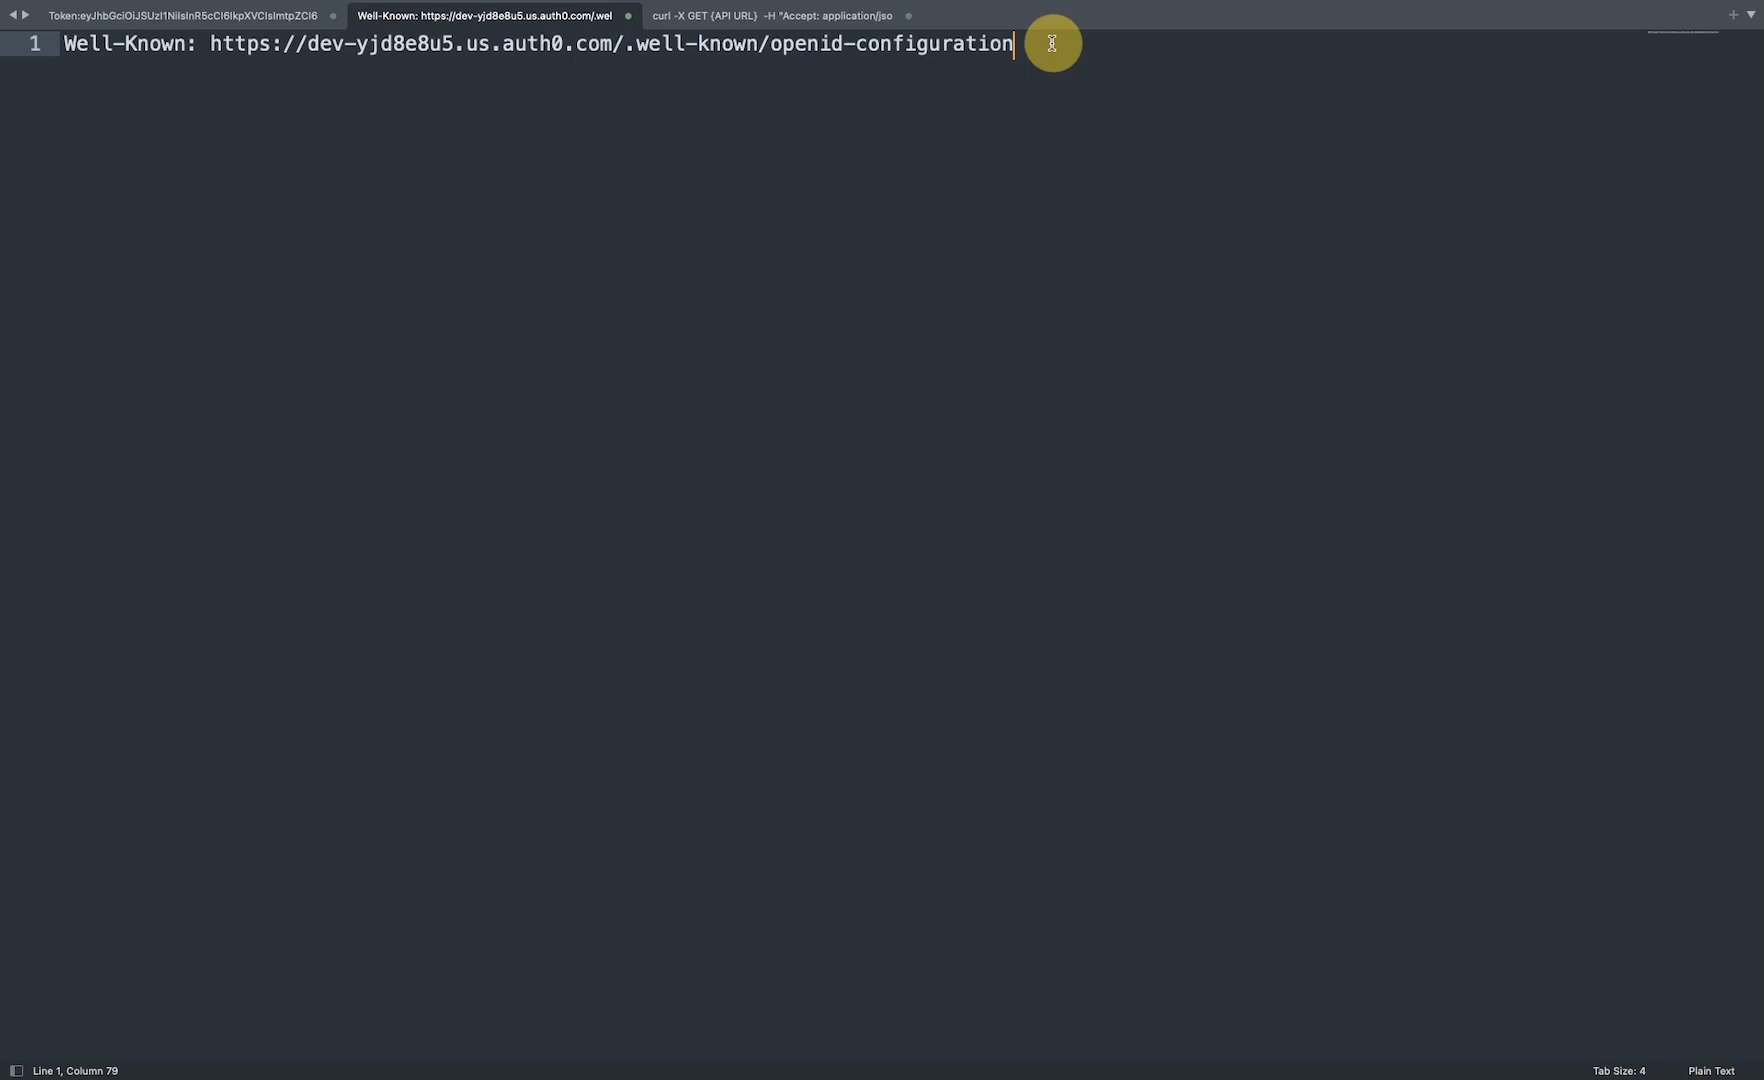 Token:eyJhbGciOiJSUzI1NiIsInR5cCI6IkpXVCIsImtpZCI6
Well-Known: https://dev-yjd8e8u5.us.auth0.com/.wel
curl -X GET {API URL} -H "Accept: application/jso
1 Well-Known: https://dev-yjd8e8u5.us.auth0.com/.well-known/openid-configuration
Line 1, Column 79
Tab Size: 4
Plain Text